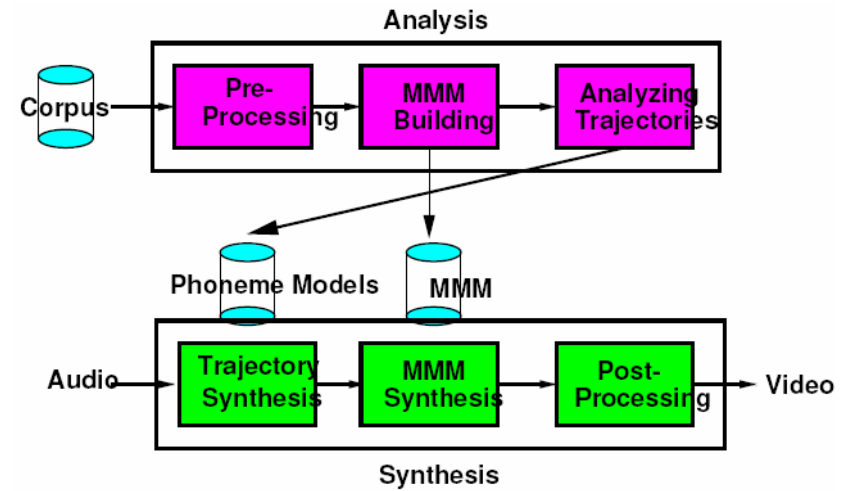 Analysis
Corpus
Pre-
Processing
MMM
Building
Analyzing
Trajectories
Phoneme Models
MMM
Audio
Trajectory
Synthesis
MMM
Synthesis
Post-
Processing
Video
Synthesis